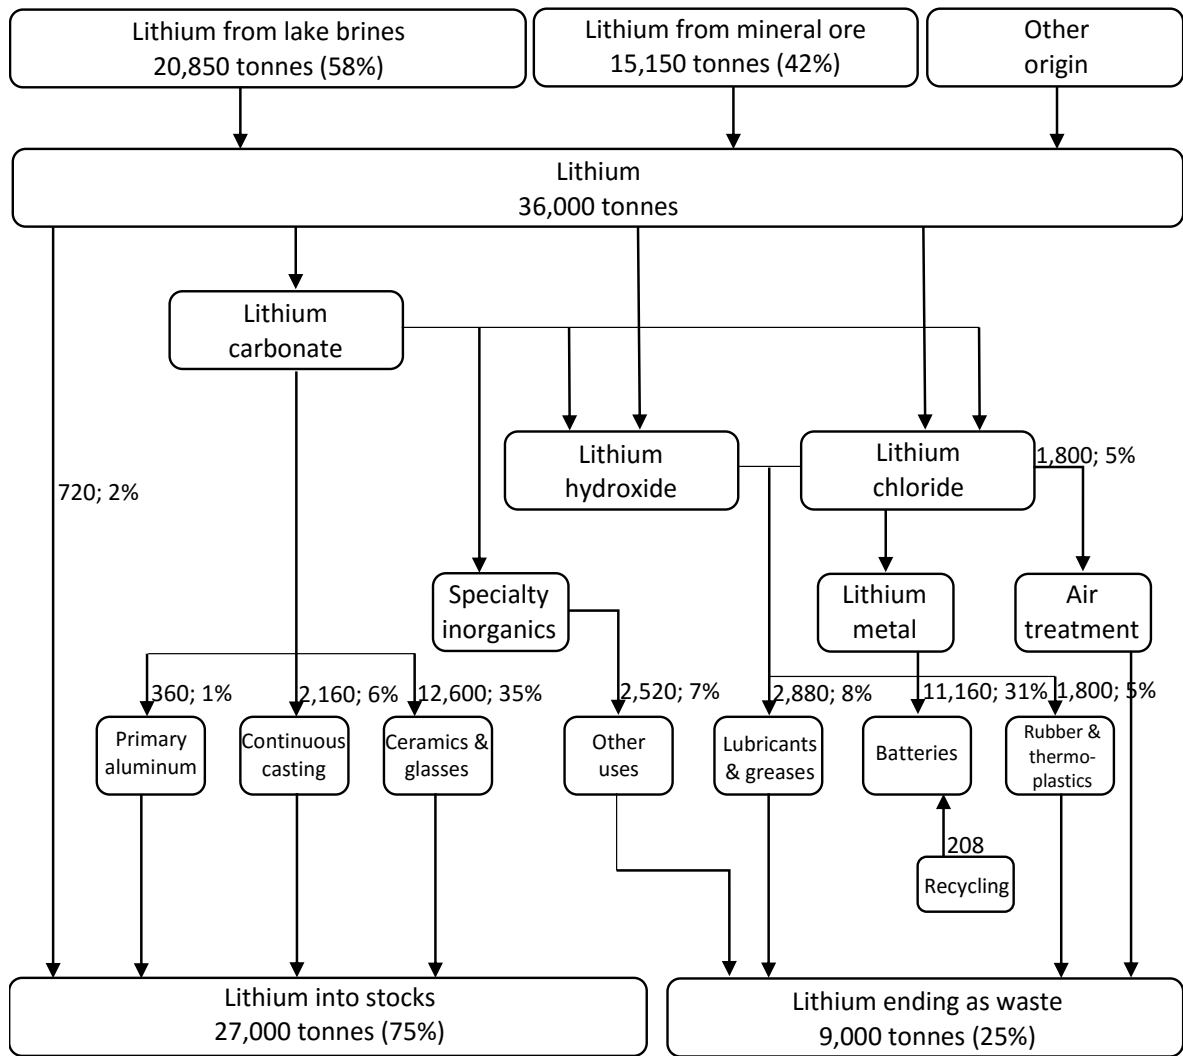 Lithium from lake brines
20,850 tonnes (58%)
Lithium from mineral ore
15,150 tonnes (42%)
Other
origin
Lithium
36,000 tonnes
Lithium
carbonate
Lithium
hydroxide
Lithium
chloride
1,800; 5%
720; 2%
Specialty
inorganics
Lithium
metal
Air
treatment
360; 1%
2,160; 6%
12,600; 35%
2,520; 7%
2,880; 8%
11,160; 31%
1,800; 5%
Primary
aluminum
Continuous
casting
Ceramics &
glasses
Other
uses
Lubricants
& greases
Batteries
Rubber &
thermo-
plastics
208
Recycling
Lithium into stocks
27,000 tonnes (75%)
Lithium ending as waste
9,000 tonnes (25%)